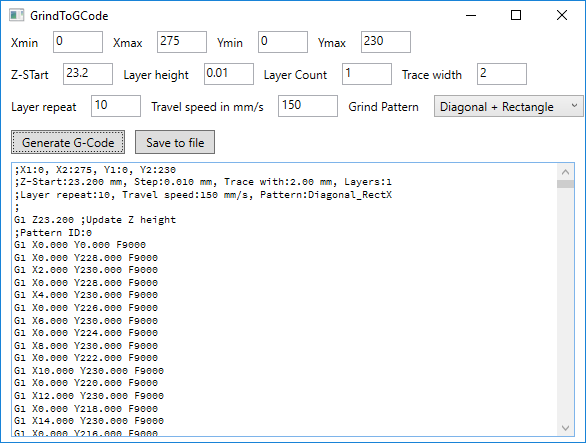 GrindToGCode
Xmin 0 Xmax 275 Ymin 0 Ymax 230
Z-STart 23.2 Layer height 0.01 Layer Count 1 Trace width 2
Layer repeat 10 Travel speed in mm/s 150 Grind Pattern Diagonal + Rectangle
Generate G-Code Save to file
;X1:0, X2:275, Y1:0, Y2:230
;Z-Start:23.200 mm, Step:0.010 mm, Trace with:2.00 mm, Layers:1
;Layer repeat:10, Travel speed:150 mm/s, Pattern:Diagonal_RectX
;
G1 Z23.200 ;Update Z height
;Pattern ID:0
G1 X0.000 Y0.000 F9000
G1 X0.000 Y228.000 F9000
G1 X2.000 Y230.000 F9000
G1 X0.000 Y228.000 F9000
G1 X4.000 Y230.000 F9000
G1 X0.000 Y226.000 F9000
G1 X6.000 Y230.000 F9000
G1 X0.000 Y224.000 F9000
G1 X8.000 Y230.000 F9000
G1 X0.000 Y222.000 F9000
G1 X10.000 Y230.000 F9000
G1 X0.000 Y220.000 F9000
G1 X12.000 Y230.000 F9000
G1 X0.000 Y218.000 F9000
G1 X14.000 Y230.000 F9000
G1 X0.000 Y216.000 F9000